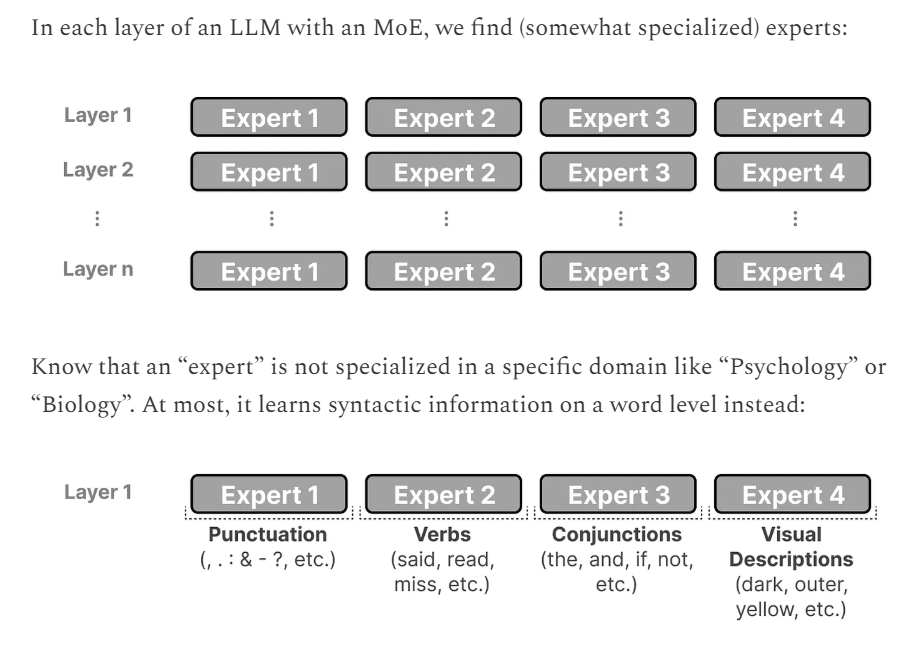 In each layer of an LLM with an MoE, we find (somewhat specialized) experts:
Layer 1 Expert 1 Expert 2 Expert 3 Expert 4
Layer 2 Expert 1 Expert 2 Expert 3 Expert 4
⋮ ⋮ ⋮ ⋮ ⋮
Layer n Expert 1 Expert 2 Expert 3 Expert 4
Know that an “expert” is not specialized in a specific domain like “Psychology” or
“Biology”. At most, it learns syntactic information on a word level instead:
Layer 1 Expert 1 Expert 2 Expert 3 Expert 4
Punctuation
(, . : & - ?, etc.)
Verbs
(said, read,
miss, etc.)
Conjunctions
(the, and, if, not,
etc.)
Visual
Descriptions
(dark, outer,
yellow, etc.)